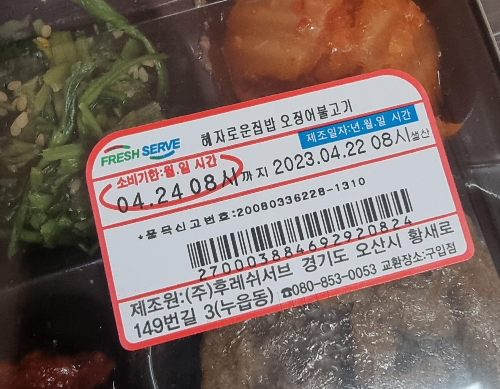 FRESH SERVE 혜자로운집밥 오징어불고기
소비기한:월.일 시간 제조일자:년.월.일 시간
04.24 08시까지 2023.04.22 08시생산
*품목신고번호:20080336228-1310
2700038846929208​24
제조원:(주)후레쉬서브 경기도 오산시 황새로
149번길 3(누읍동) ☎080-853-0053 교환장소:구입점